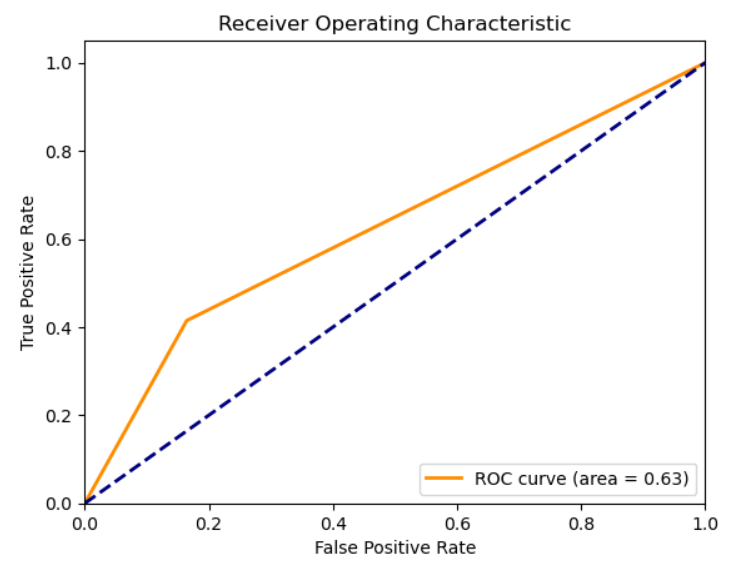 Receiver Operating Characteristic
True Positive Rate
1.0
0.8
0.6
0.4
0.2
0.0
ROC curve (area = 0.63)
0.0 0.2 0.4 0.6 0.8 1.0
False Positive Rate